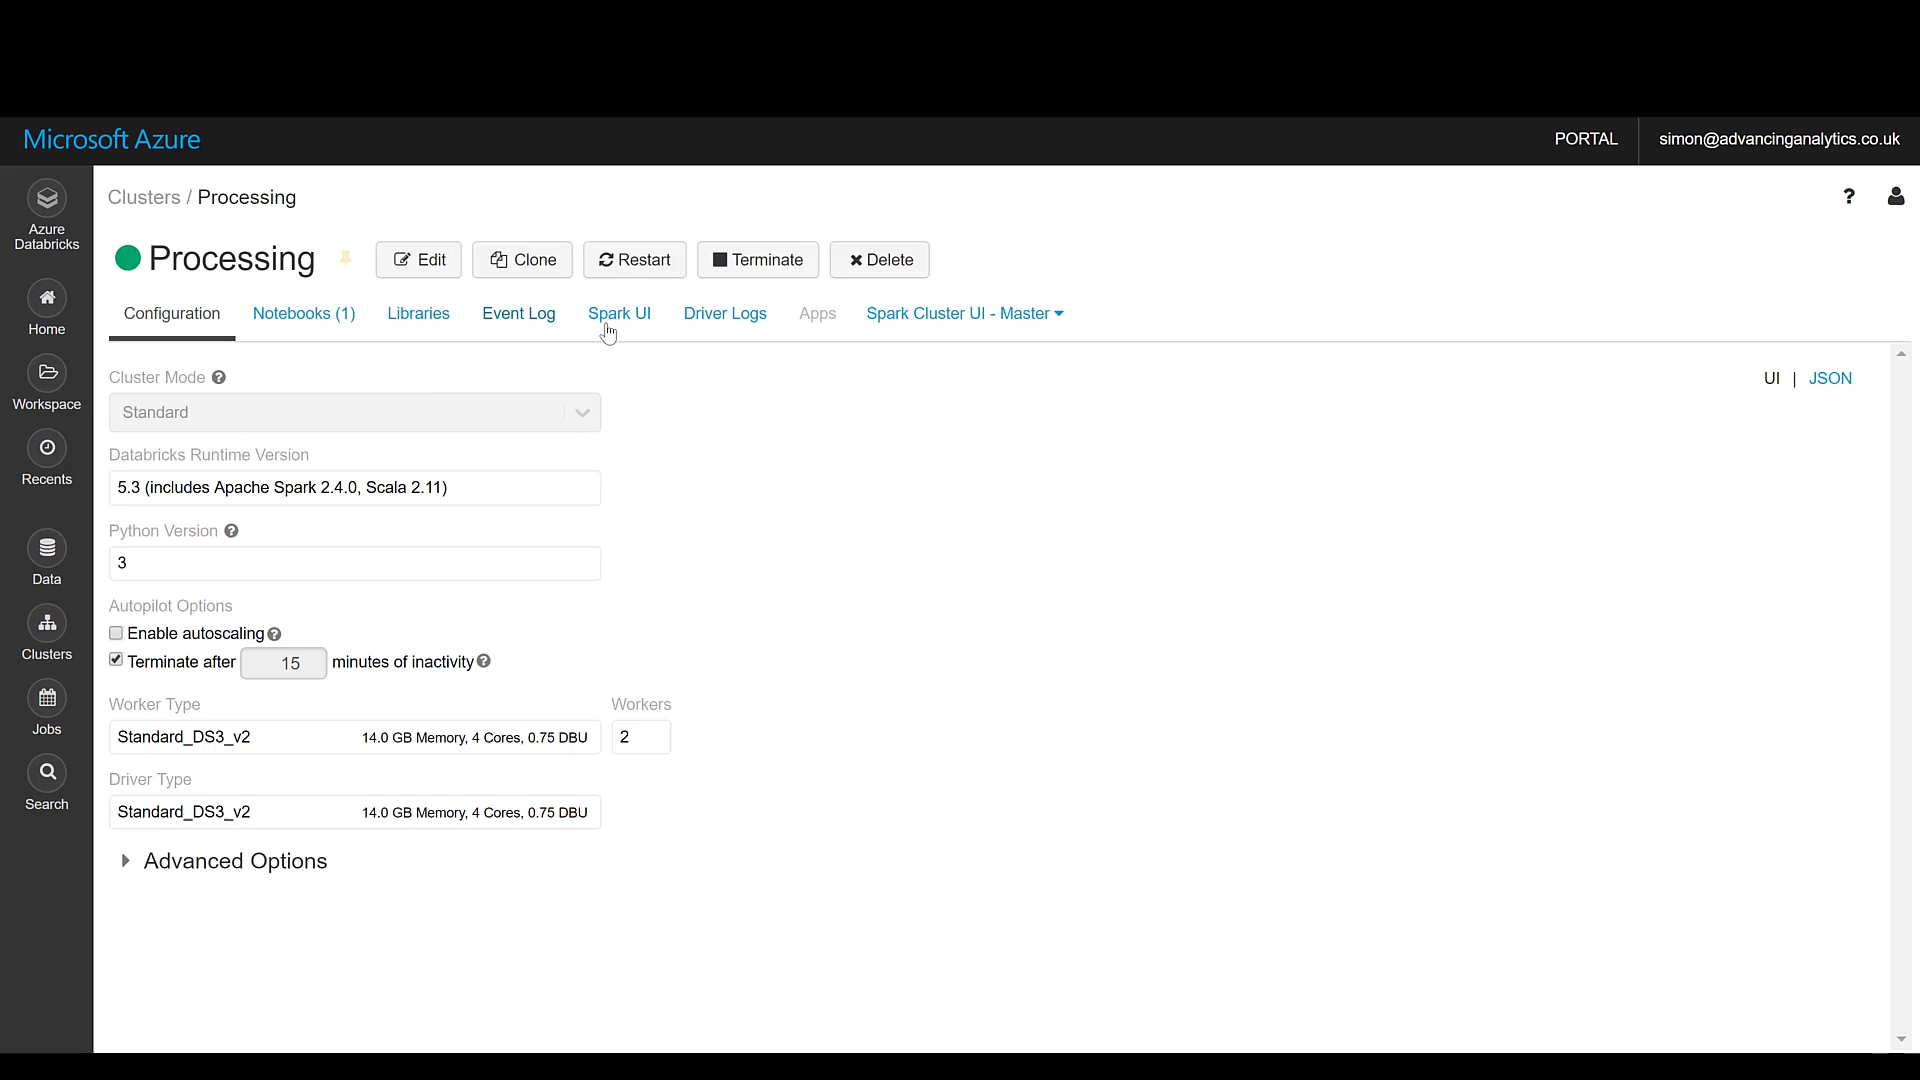 Microsoft Azure
PORTAL
simon@advancinganalytics.co.uk
Azure
Databricks
Home
Workspace
Recents
Data
Clusters
Jobs
Search
Clusters / Processing
?
Processing
Edit
Clone
Restart
Terminate
Delete
Configuration
Notebooks (1)
Libraries
Event Log
Spark UI
Driver Logs
Apps
Spark Cluster UI - Master
UI | JSON
Cluster Mode ?
Standard
Databricks Runtime Version
5.3 (includes Apache Spark 2.4.0, Scala 2.11)
Python Version ?
3
Autopilot Options
Enable autoscaling ?
Terminate after 15 minutes of inactivity ?
Worker Type
Workers
Standard_DS3_v2 14.0 GB Memory, 4 Cores, 0.75 DBU
2
Driver Type
Standard_DS3_v2 14.0 GB Memory, 4 Cores, 0.75 DBU
Advanced Options